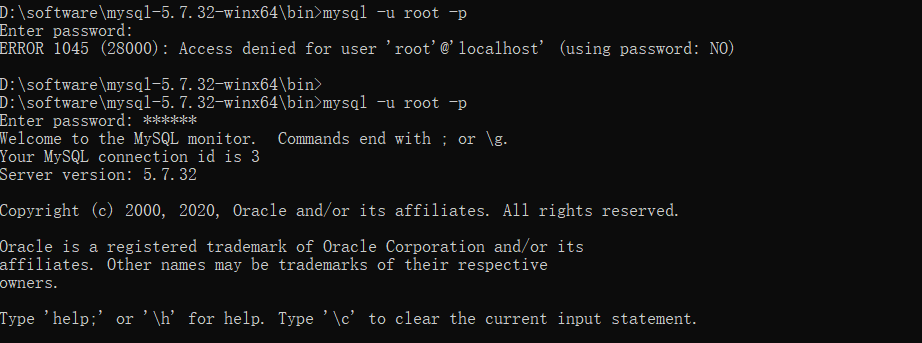 D:\software\mysql-5.7.32-winx64\bin>mysql -u root -p
Enter password:
ERROR 1045 (28000): Access denied for user 'root'@'localhost' (using password: NO)
D:\software\mysql-5.7.32-winx64\bin>
D:\software\mysql-5.7.32-winx64\bin>mysql -u root -p
Enter password: ******
Welcome to the MySQL monitor.  Commands end with ; or \g.
Your MySQL connection id is 3
Server version: 5.7.32
Copyright (c) 2000, 2020, Oracle and/or its affiliates. All rights reserved.
Oracle is a registered trademark of Oracle Corporation and/or its
affiliates. Other names may be trademarks of their respective
owners.
Type 'help;' or '\h' for help. Type '\c' to clear the current input statement.